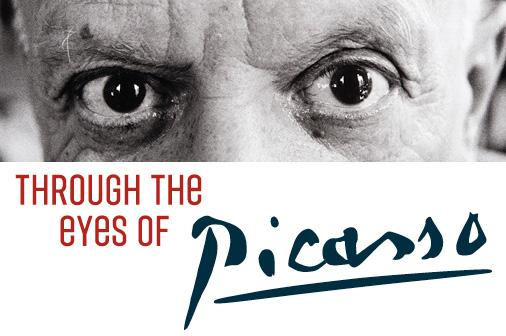 THROUGH THE
EYES OF
Picasso